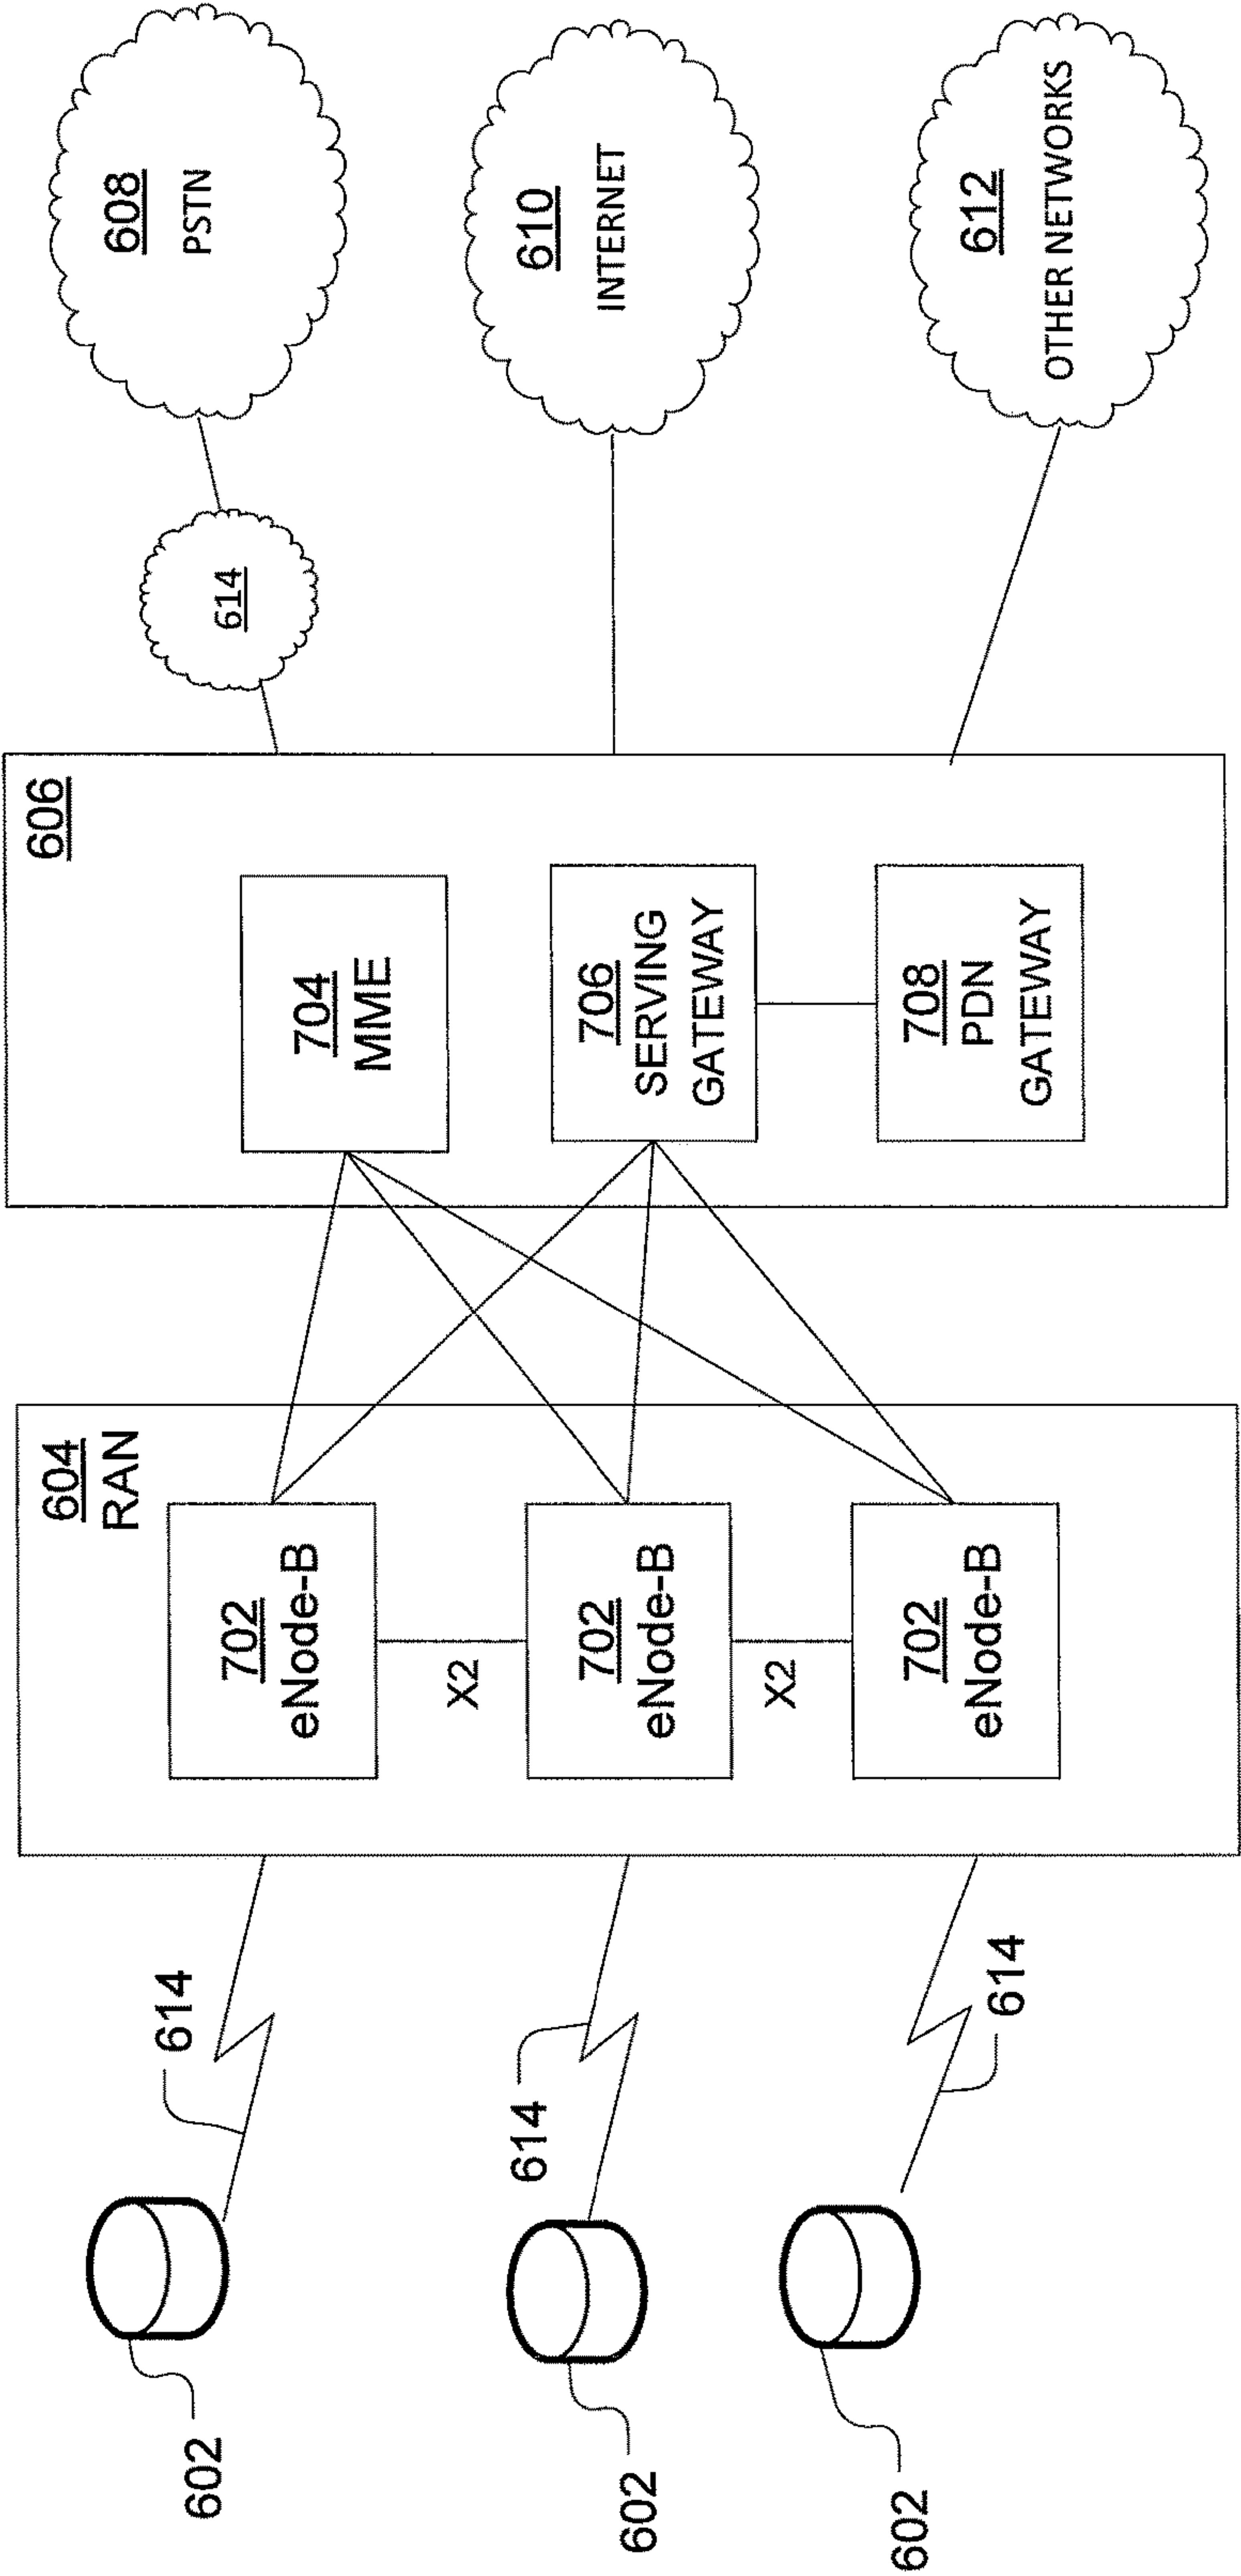 602
602
602
614
614
614
604
RAN
702
eNode-B
X2
702
eNode-B
X2
702
eNode-B
606
704
MME
706
SERVING
GATEWAY
708
PDN
GATEWAY
614
608
PSTN
610
INTERNET
612
OTHER NETWORKS